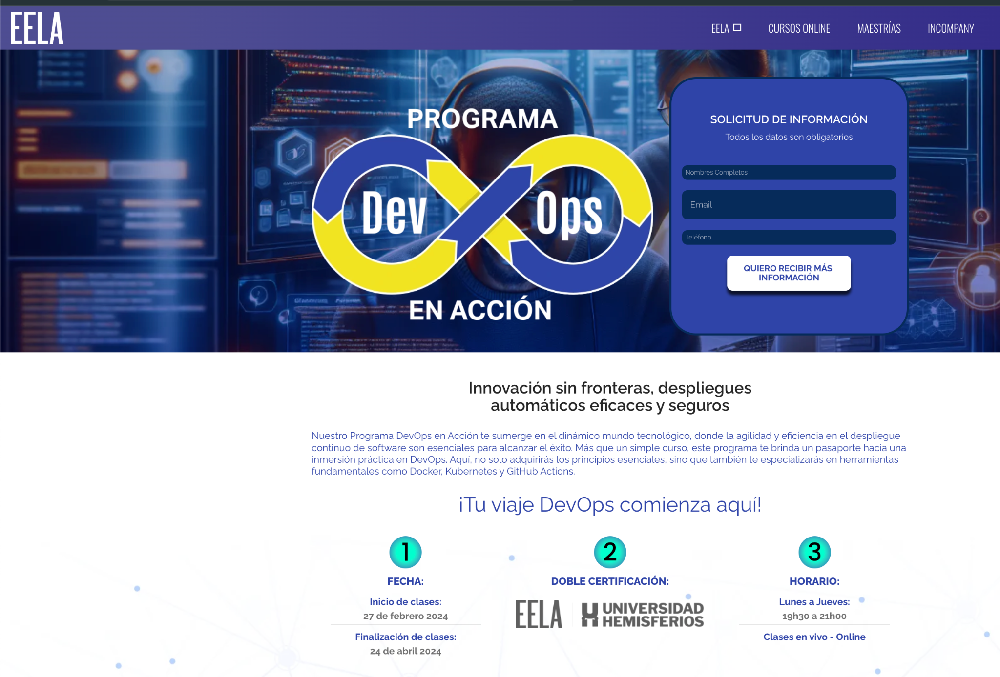 EELA
EELA
CURSOS ONLINE
MAESTRÍAS
INCOMPANY
PROGRAMA
Dev Ops
EN ACCIÓN
SOLICITUD DE INFORMACIÓN
Todos los datos son obligatorios
Nombres Completos
Email
Teléfono
QUIERO RECIBIR MÁS
INFORMACIÓN
Innovación sin fronteras, despliegues
automáticos eficaces y seguros
Nuestro Programa DevOps en Acción te sumerge en el dinámico mundo tecnológico, donde la agilidad y eficiencia en el despliegue
continuo de software son esenciales para alcanzar el éxito. Más que un simple curso, este programa te brinda un pasaporte hacia una
inmersión práctica en DevOps. Aquí, no solo adquirirás los principios esenciales, sino que también te especializarás en herramientas
fundamentales como Docker, Kubernetes y GitHub Actions.
¡Tu viaje DevOps comienza aquí!
1
FECHA:
Inicio de clases:
27 de febrero 2024
Finalización de clases:
24 de abril 2024
2
DOBLE CERTIFICACIÓN:
EELA
UNIVERSIDAD
HEMISFERIOS
3
HORARIO:
Lunes a Jueves:
19h30 a 21h00
Clases en vivo - Online